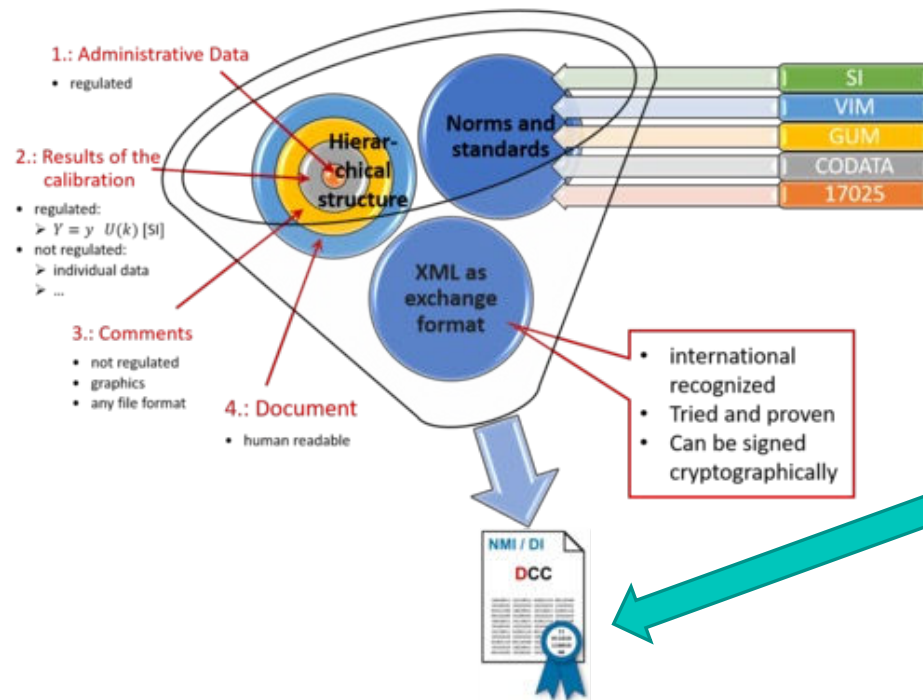 1.: Administrative Data
• regulated
2.: Results of the
calibration
• regulated:
➢ Y = y U(k) [SI]
• not regulated:
➢ individual data
➢ ...
3.: Comments
• not regulated
• graphics
• any file format
4.: Document
• human readable
Hierar-
chical
structure
Norms and
standards
XML as
exchange
format
SI
VIM
GUM
CODATA
17025
• international
recognized
• Tried and proven
• Can be signed
cryptographically
NMI / DI
DCC